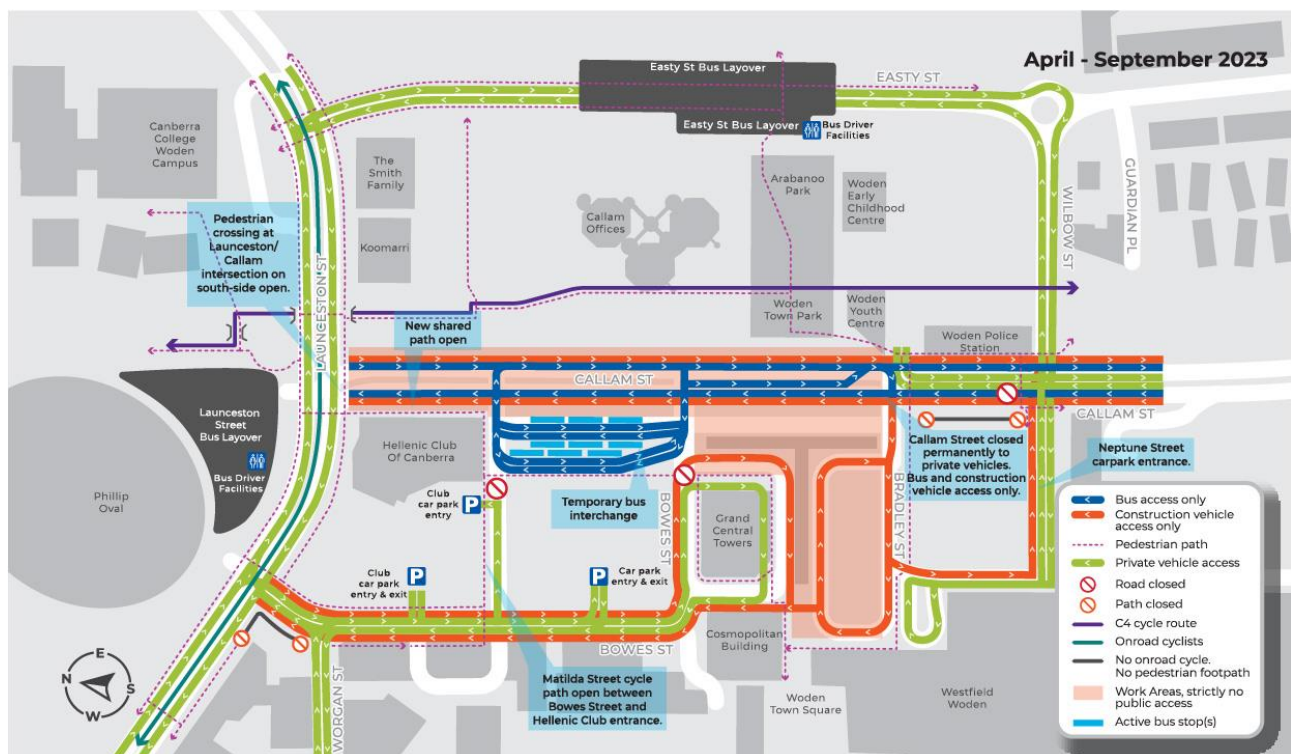 April - September 2023
Easty St Bus Layover
EASTY ST
Easty St Bus Layover
Bus Driver
Facilities
Canberra
College
Woden
Campus
The
Smith
Family
Koomarri
Callam
Offices
Arabanoo
Park
Woden
Early
Childhood
Centre
WILBOW ST
GUARDIAN PL
Pedestrian
crossing at
Launceston/
Callam
intersection on
south-side open.
LAUNCESTON ST
New shared
path open
Woden
Town Park
Woden
Youth
Centre
Woden Police
Station
CALLAM ST
CALLAM ST
Launceston
Street
Bus Layover
Bus Driver
Facilities
Phillip
Oval
Hellenic Club
Of Canberra
Club
car park
entry
P
Temporary bus
interchange
BOWES ST
Grand
Central
Towers
BRADLEY ST
Callam Street closed
permanently to
private vehicles.
Bus and construction
vehicle access only.
Neptune Street
carpark entrance.
Club
car park
entry & exit
P
Car park
entry & exit
P
BOWES ST
Cosmopolitan
Building
Matilda Street cycle
path open between
Bowes Street and
Hellenic Club entrance.
WORGAN ST
Woden
Town Square
Westfield
Woden
N
E
S
W
Bus access only
Construction vehicle
access only
Pedestrian path
Private vehicle access
Road closed
Path closed
C4 cycle route
Onroad cyclists
No onroad cycle.
No pedestrian footpath
Work Areas, strictly no
public access
Active bus stop(s)